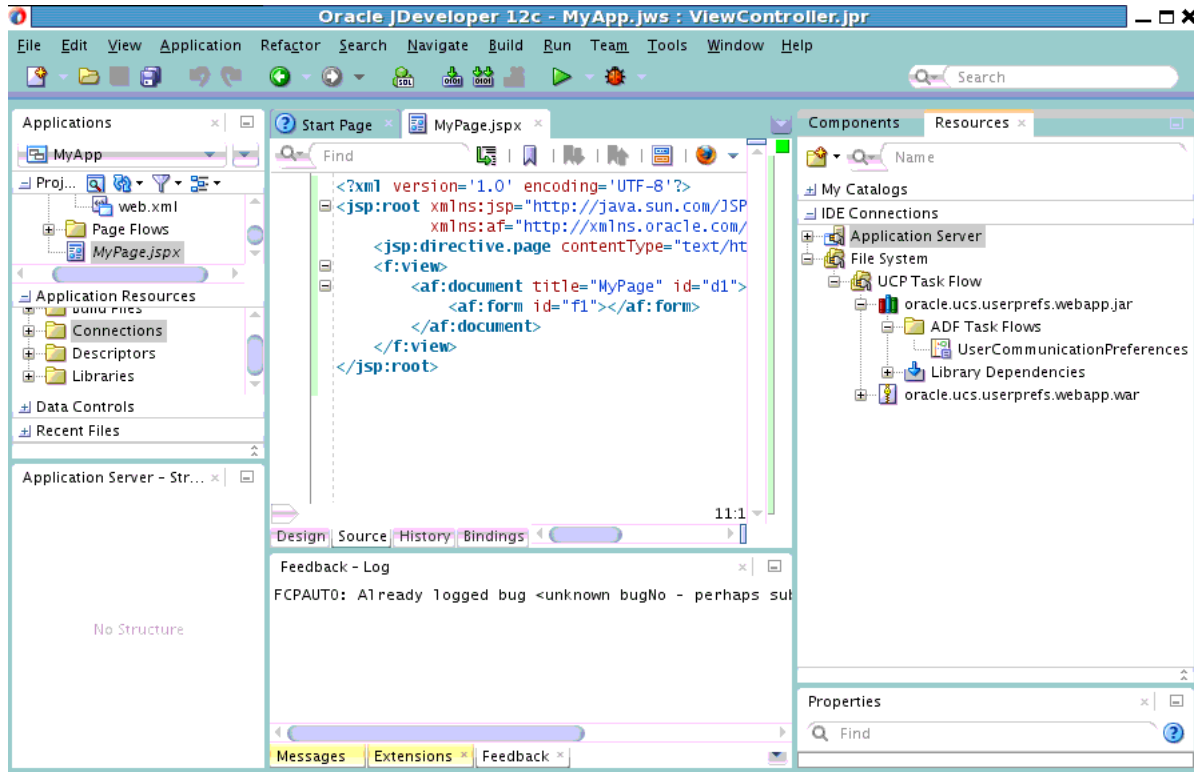 Oracle JDeveloper 12c - MyApp.jws : ViewController.jpr
File Edit View Application Refactor Search Navigate Build Run Team Tools Window Help
Search
Applications
MyApp
Proj...
web.xml
Page Flows
MyPage.jspx
Application Resources
Build Files
Connections
Descriptors
Libraries
Data Controls
Recent Files
Application Server - Str...
No Structure
Start Page
MyPage.jspx
Find
<?xml version='1.0' encoding='UTF-8'?>
<jsp:root xmlns:jsp="http://java.sun.com/JSP
xmlns:af="http://xmlns.oracle.com/
<jsp:directive.page contentType="text/ht
<f:view>
<af:document title="MyPage" id="d1">
<af:form id="f1"></af:form>
</af:document>
</f:view>
</jsp:root>
11:1
Design Source History Bindings
Feedback - Log
FCPAUTO: Already logged bug <unknown bugNo - perhaps sub
Messages Extensions Feedback
Components Resources
Name
My Catalogs
IDE Connections
Application Server
File System
UCP Task Flow
oracle.ucs.userprefs.webapp.jar
ADF Task Flows
UserCommunicationPreferences
Library Dependencies
oracle.ucs.userprefs.webapp.war
Properties
Find